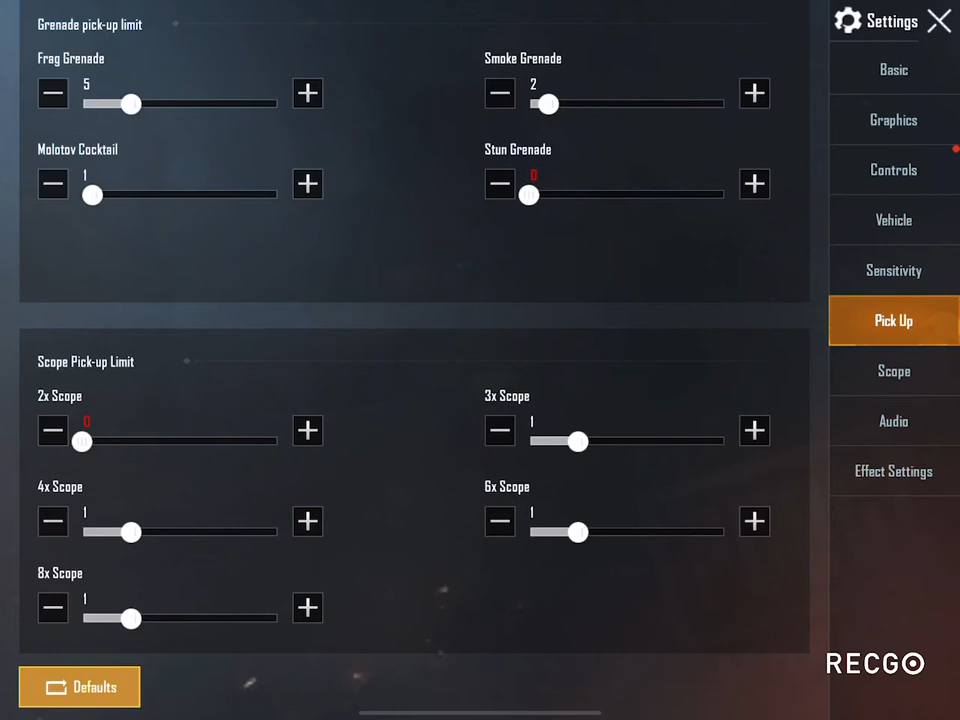 Grenade pick-up limit
Settings
Frag Grenade
5
Smoke Grenade
2
Molotov Cocktail
1
Stun Grenade
0
Scope Pick-up Limit
2x Scope
0
3x Scope
1
4x Scope
1
6x Scope
1
8x Scope
1
Defaults
Basic
Graphics
Controls
Vehicle
Sensitivity
Pick Up
Scope
Audio
Effect Settings
RECGO